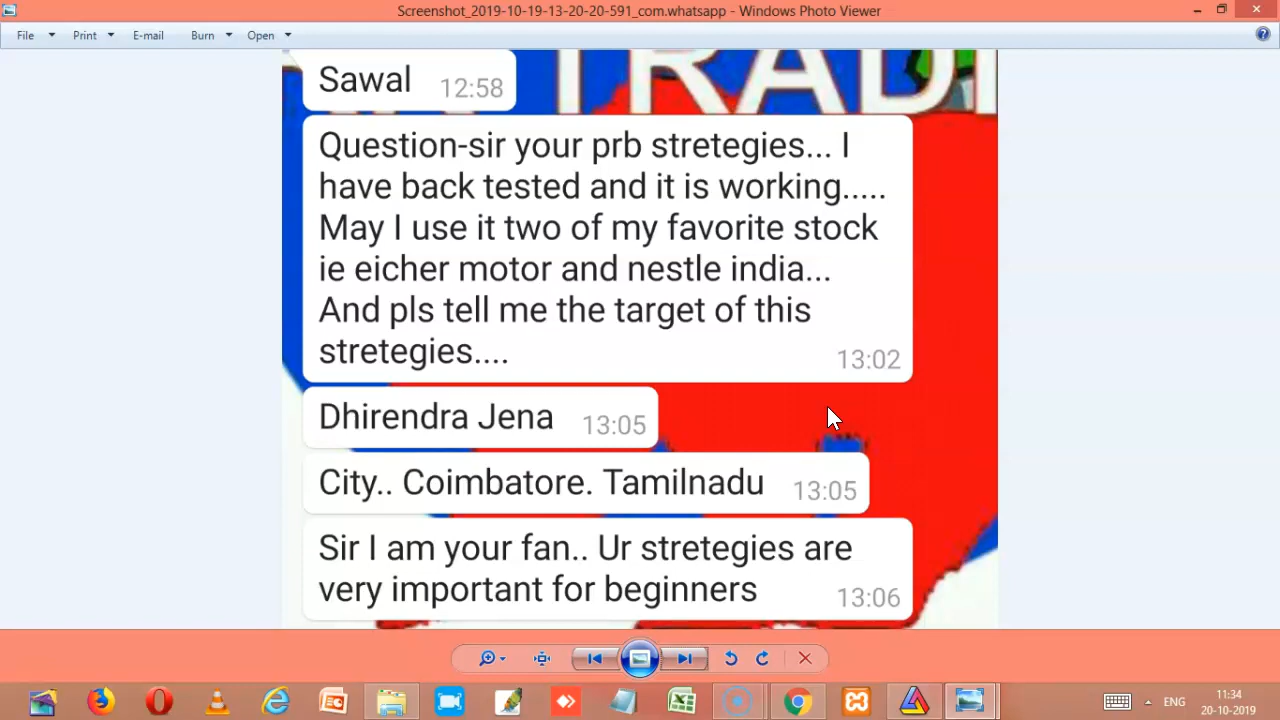 Screenshot_2019-10-19-13-20-20-591_com.whatsapp - Windows Photo Viewer
File Print E-mail Burn Open
TRADI
Sawal 12:58
Question-sir your prb stretegies... I
have back tested and it is working.....
May I use it two of my favorite stock
ie eicher motor and nestle india...
And pls tell me the target of this
stretegies.... 13:02
Dhirendra Jena 13:05
City.. Coimbatore. Tamilnadu 13:05
Sir I am your fan.. Ur stretegies are
very important for beginners 13:06
ENG 11:34
20-10-2019